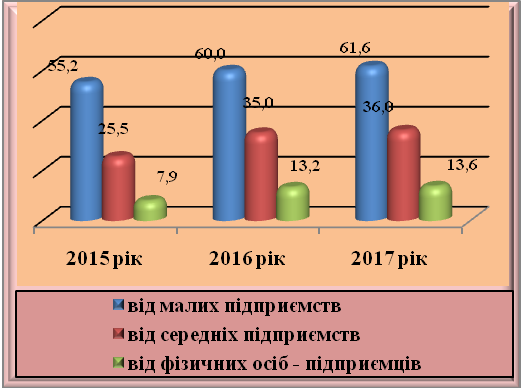 55,2
60,0
61,6
25,5
35,0
36,0
7,9
13,2
13,6
2015 рік
2016 рік
2017 рік
від малих підприємств
від середніх підприємств
від фізичних осіб - підприємців